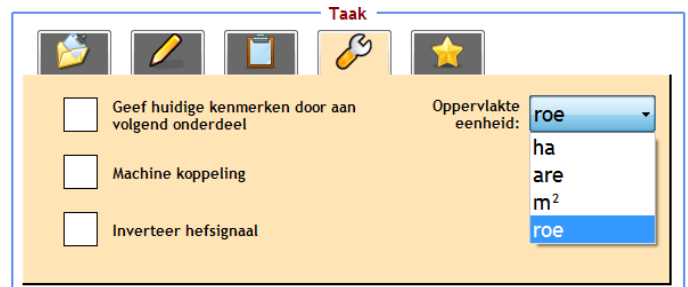 Taak
Geef huidige kenmerken door aan
volgend onderdeel
Machine koppeling
Inverteer hefsignaal
Oppervlakte
eenheid:
roe
ha
are
m²
roe